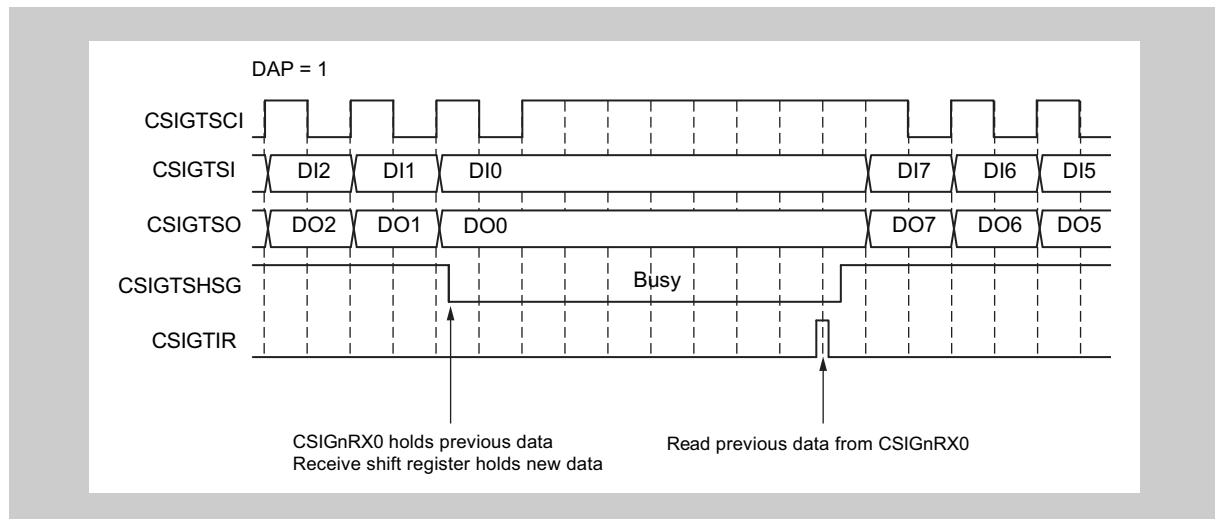 DAP = 1
CSIGTSCI
CSIGTSI DI2 DI1 DI0 DI7 DI6 DI5
CSIGTSO DO2 DO1 DO0 DO7 DO6 DO5
CSIGTSHSG Busy
CSIGTIR
CSIGnRX0 holds previous data
Receive shift register holds new data
Read previous data from CSIGnRX0